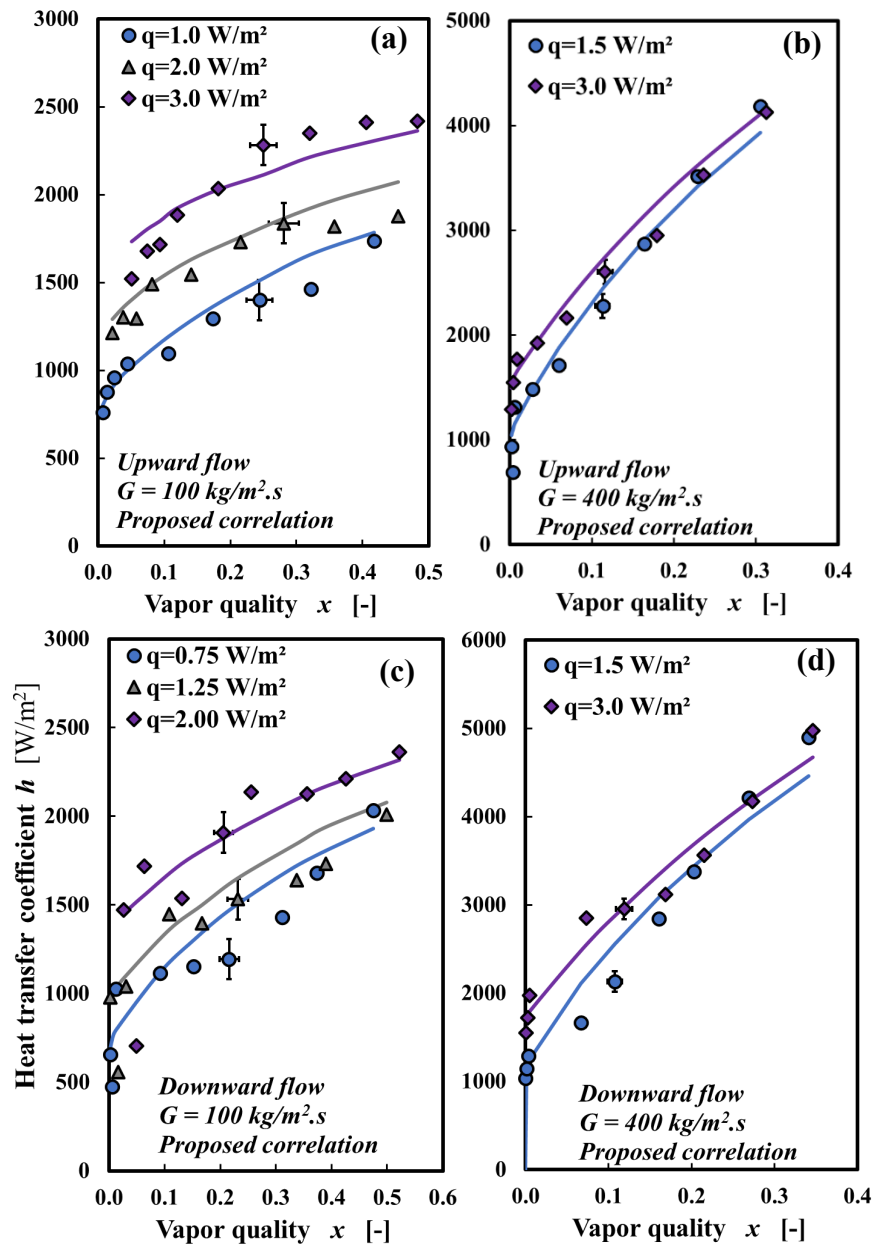 (a)
q=1.0 W/m²
q=2.0 W/m²
q=3.0 W/m²
3000
2500
2000
1500
1000
500
0
Upward flow
G = 100 kg/m².s
Proposed correlation
0.0 0.1 0.2 0.3 0.4 0.5
Vapor quality x [-]
(b)
q=1.5 W/m²
q=3.0 W/m²
5000
4000
3000
2000
1000
0
Upward flow
G = 400 kg/m².s
Proposed correlation
0.0 0.1 0.2 0.3 0.4
Vapor quality x [-]
Heat transfer coefficient h [W/m²]
(c)
q=0.75 W/m²
q=1.25 W/m²
q=2.00 W/m²
3000
2500
2000
1500
1000
500
0
Downward flow
G = 100 kg/m².s
Proposed correlation
0.0 0.1 0.2 0.3 0.4 0.5 0.6
Vapor quality x [-]
(d)
q=1.5 W/m²
q=3.0 W/m²
6000
5000
4000
3000
2000
1000
0
Downward flow
G = 400 kg/m².s
Proposed correlation
0.0 0.1 0.2 0.3 0.4
Vapor quality x [-]